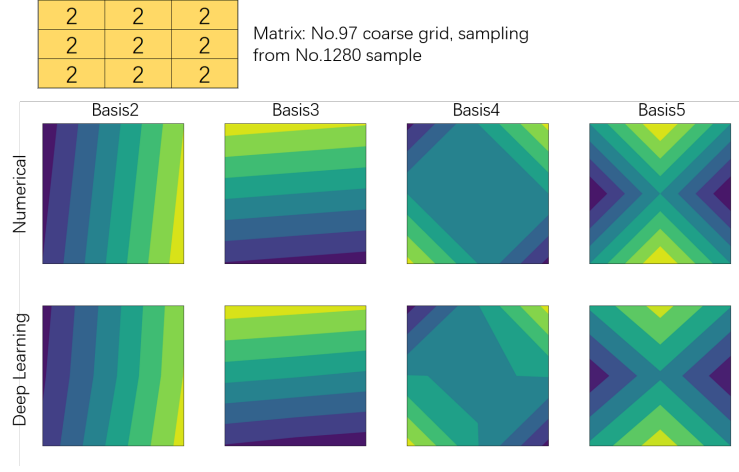 2 2 2
2 2 2
2 2 2
Matrix: No.97 coarse grid, sampling
from No.1280 sample
Basis2 Basis3 Basis4 Basis5
Numerical
Deep Learning